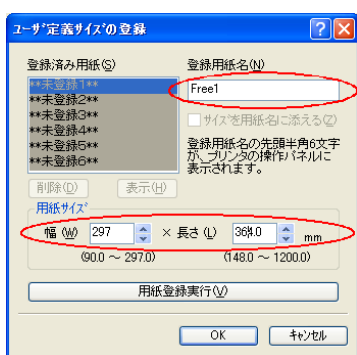 ユーザ定義サイズの登録
登録済み用紙(S)
登録用紙名(N)
**未登録1**
**未登録2**
**未登録3**
**未登録4**
**未登録5**
**未登録6**
Free1
サイズを用紙名に添える(Z)
登録用紙名の先頭半角6文字
が、プリンタの操作パネルに
表示されます。
削除(D)
表示(H)
用紙サイズ
幅(W) 297 × 長さ(L) 364.0 mm
(90.0 ～ 297.0) (148.0 ～ 1200.0)
用紙登録実行(V)
OK キャンセル